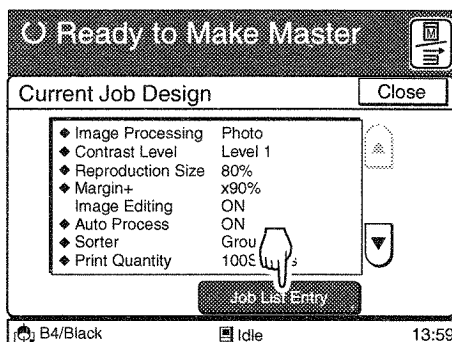 Ready to Make Master
M
Current Job Design
Close
Image Processing Photo
Contrast Level Level 1
Reproduction Size 80%
Margin+ x90%
Image Editing ON
Auto Process ON
Sorter
Print Quantity
Job List Entry
B4/Black
Idle
13:59